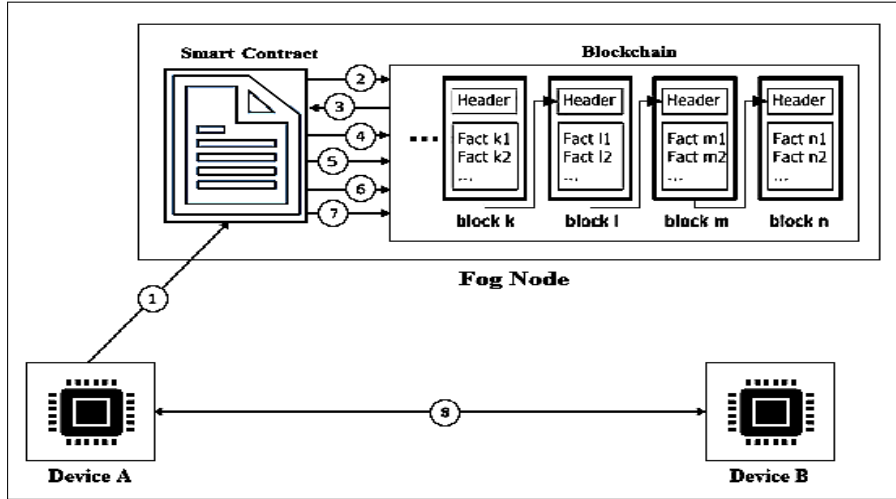 Smart Contract
Blockchain
2
3
4
5
6
7
...
Header
Fact k1
Fact k2
...
block k
Header
Fact l1
Fact l2
...
block l
Header
Fact m1
Fact m2
...
block m
Header
Fact n1
Fact n2
...
block n
Fog Node
1
8
Device A
Device B